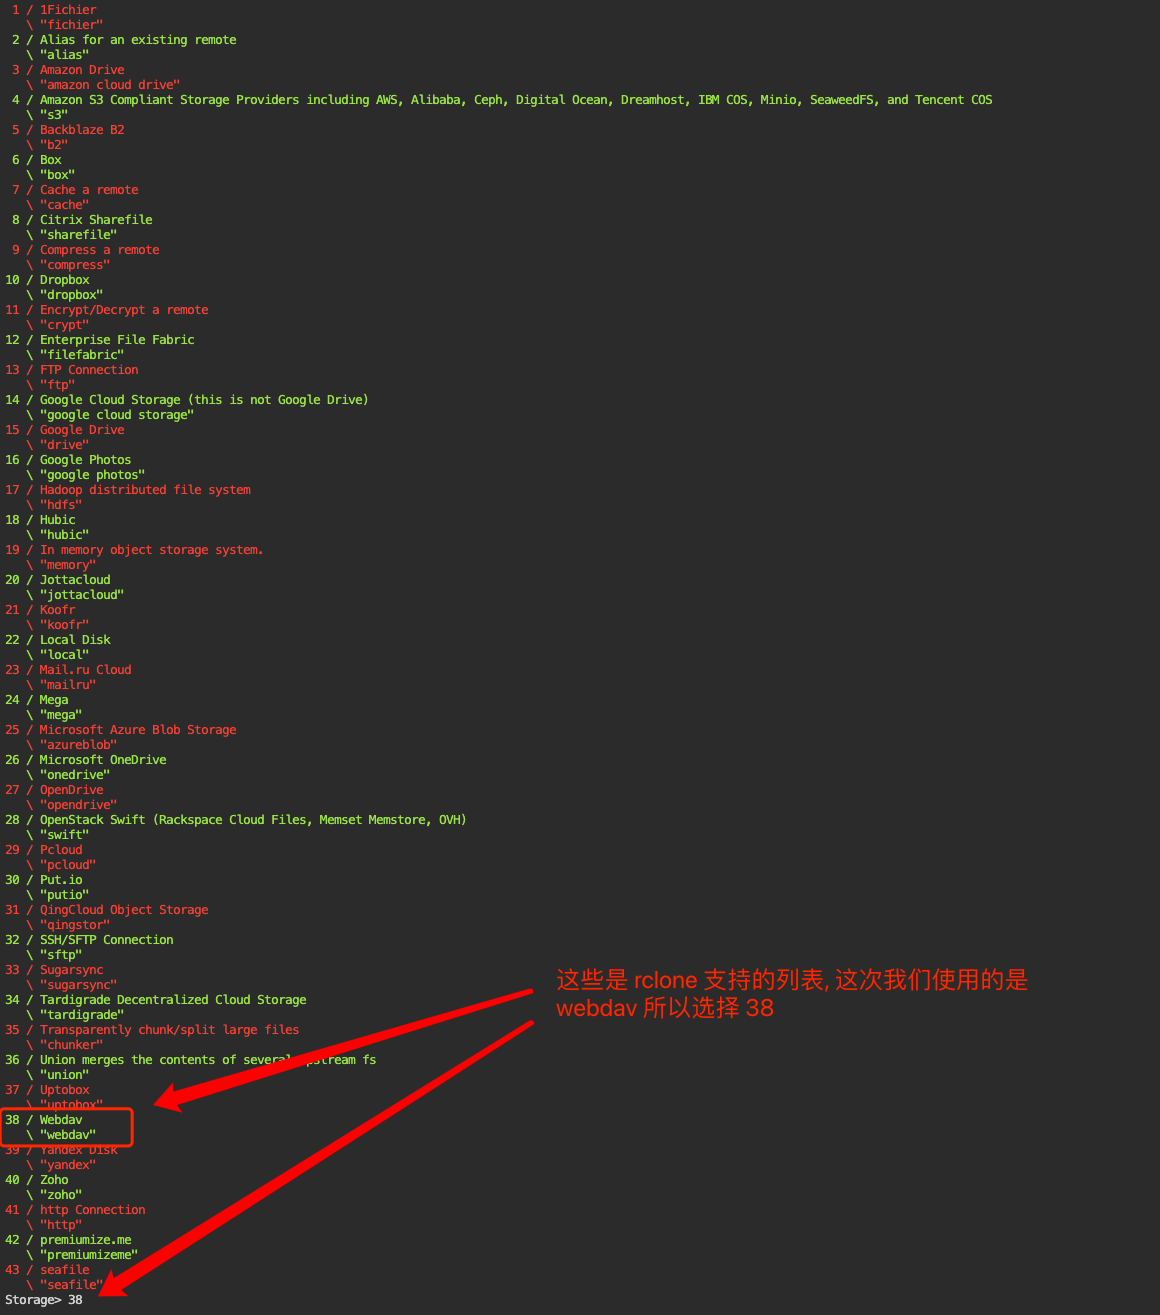 1 / 1Fichier
\ "fichier"
2 / Alias for an existing remote
\ "alias"
3 / Amazon Drive
\ "amazon cloud drive"
4 / Amazon S3 Compliant Storage Providers including AWS, Alibaba, Ceph, Digital Ocean, Dreamhost, IBM COS, Minio, SeaweedFS, and Tencent COS
\ "s3"
5 / Backblaze B2
\ "b2"
6 / Box
\ "box"
7 / Cache a remote
\ "cache"
8 / Citrix Sharefile
\ "sharefile"
9 / Compress a remote
\ "compress"
10 / Dropbox
\ "dropbox"
11 / Encrypt/Decrypt a remote
\ "crypt"
12 / Enterprise File Fabric
\ "filefabric"
13 / FTP Connection
\ "ftp"
14 / Google Cloud Storage (this is not Google Drive)
\ "google cloud storage"
15 / Google Drive
\ "drive"
16 / Google Photos
\ "google photos"
17 / Hadoop distributed file system
\ "hdfs"
18 / Hubic
\ "hubic"
19 / In memory object storage system.
\ "memory"
20 / Jottacloud
\ "jottacloud"
21 / Koofr
\ "koofr"
22 / Local Disk
\ "local"
23 / Mail.ru Cloud
\ "mailru"
24 / Mega
\ "mega"
25 / Microsoft Azure Blob Storage
\ "azureblob"
26 / Microsoft OneDrive
\ "onedrive"
27 / OpenDrive
\ "opendrive"
28 / OpenStack Swift (Rackspace Cloud Files, Memset Memstore, OVH)
\ "swift"
29 / Pcloud
\ "pcloud"
30 / Put.io
\ "putio"
31 / QingCloud Object Storage
\ "qingstor"
32 / SSH/SFTP Connection
\ "sftp"
33 / Sugarsync
\ "sugarsync"
34 / Tardigrade Decentralized Cloud Storage
\ "tardigrade"
35 / Transparently chunk/split large files
\ "chunker"
36 / Union merges the contents of several upstream fs
\ "union"
37 / Uptobox
\ "uptobox"
38 / Webdav
\ "webdav"
39 / Yandex Disk
\ "yandex"
40 / Zoho
\ "zoho"
41 / http Connection
\ "http"
42 / premiumize.me
\ "premiumizeme"
43 / seafile
\ "seafile"
Storage> 38
这些是 rclone 支持的列表, 这次我们使用的是
webdav 所以选择 38